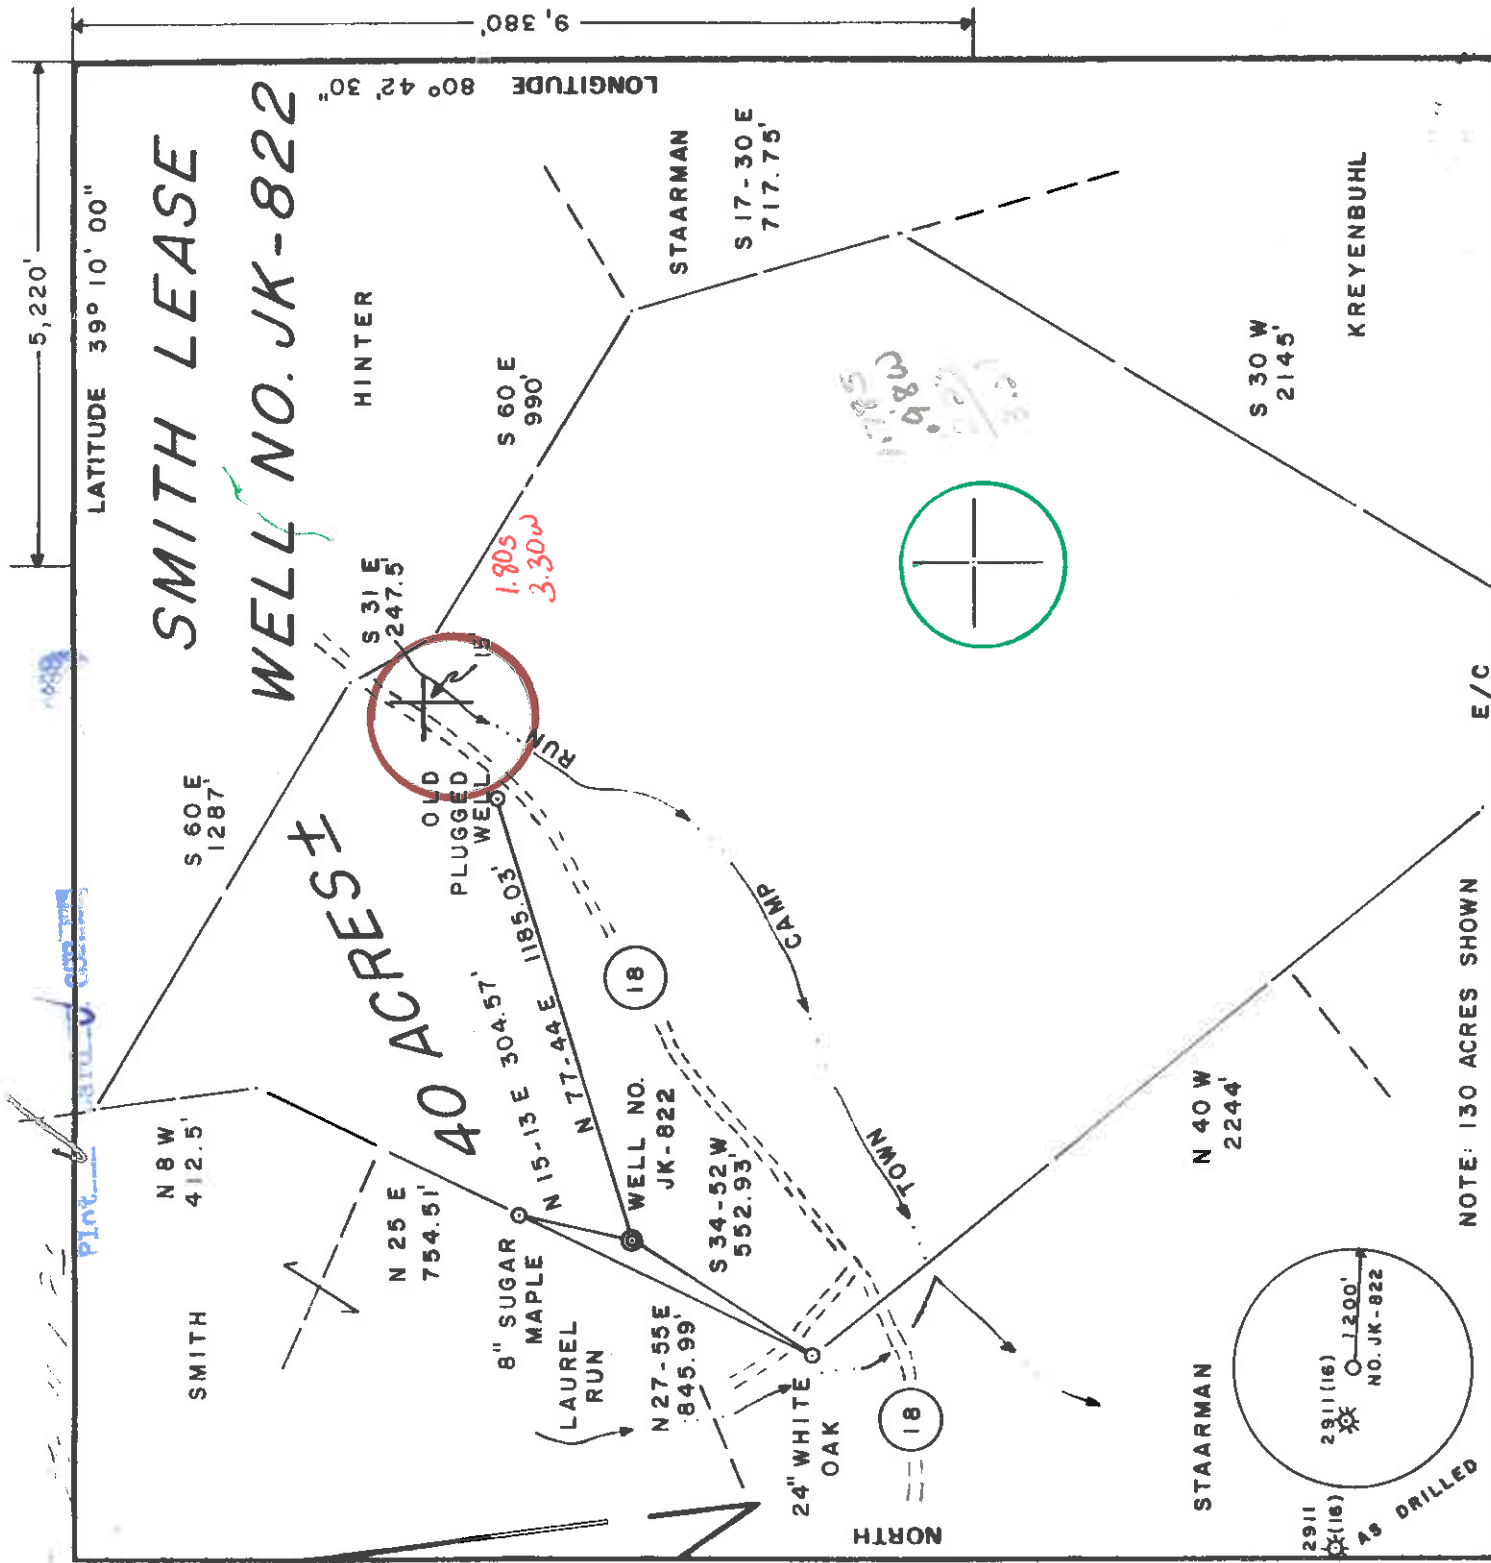 9,380'
5,220'
LATITUDE 39° 10' 00"
LONGITUDE 80° 42' 30"
SMITH LEASE
WELL NO. JK-822
HINTER
STAARMAN
S 17-30 E
717.75'
S 60 E
990'
S 31 E
247.5'
1.80S
3.30W
15'
.98W
S 30 W
2145'
KREYENBUHL
S 60 E
1287'
40 ACRES±
OLD
PLUGGED
WELL
RUN
CAMP
TOWN
N 8 W
412.5'
N 25 E
754.51'
N 15-13 E 304.57'
N 77-44 E 1185.03'
18
SMITH
8" SUGAR
MAPLE
WELL NO.
JK-822
S 34-52 W
552.93'
LAUREL
RUN
N 27-55 E
845.99'
24" WHITE
OAK
18
NORTH
N 40 W
2244'
E/C
STAARMAN
2911(16)
1200'
NO. JK-822
2911
(16)
AS DRILLED
NOTE: 130 ACRES SHOWN